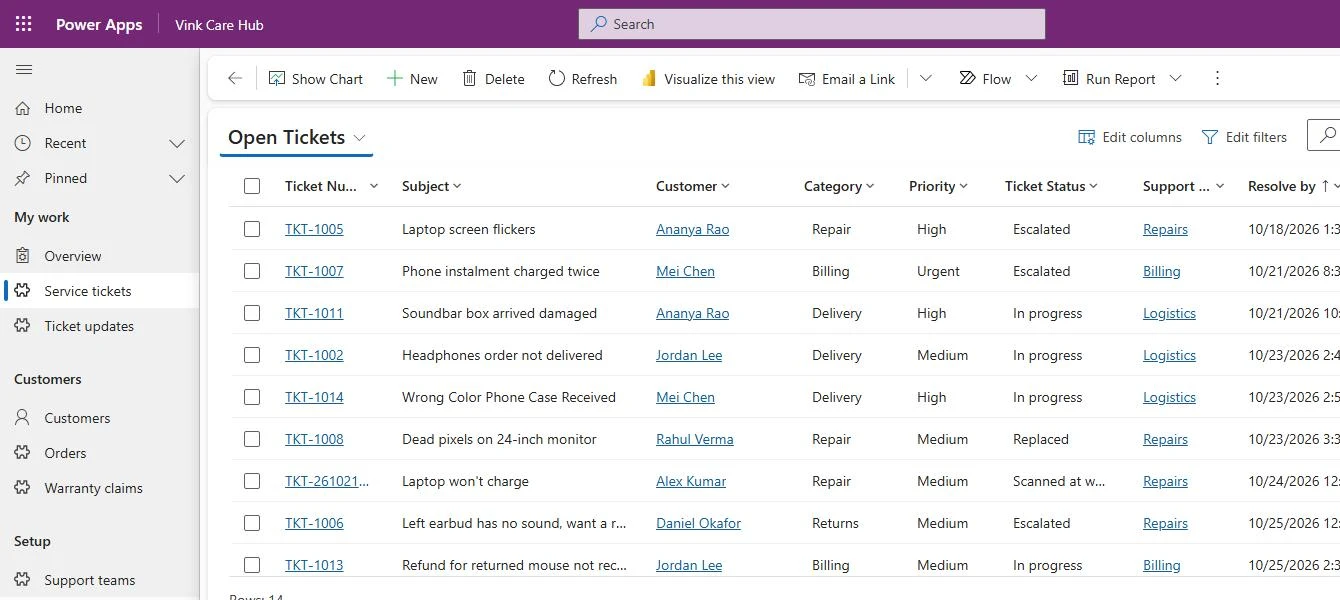 Power Apps Vink Care Hub Search
Show Chart New Delete Refresh Visualize this view Email a Link Flow Run Report
Home
Recent
Pinned
My work
Overview
Service tickets
Ticket updates
Customers
Customers
Orders
Warranty claims
Setup
Support teams
Open Tickets Edit columns Edit filters
Ticket Nu... Subject Customer Category Priority Ticket Status Support ... Resolve by
TKT-1005 Laptop screen flickers Ananya Rao Repair High Escalated Repairs 10/18/2026 1:3
TKT-1007 Phone instalment charged twice Mei Chen Billing Urgent Escalated Billing 10/21/2026 8:3
TKT-1011 Soundbar box arrived damaged Ananya Rao Delivery High In progress Logistics 10/21/2026 10:
TKT-1002 Headphones order not delivered Jordan Lee Delivery Medium In progress Logistics 10/23/2026 2:4
TKT-1014 Wrong Color Phone Case Received Mei Chen Delivery High In progress Logistics 10/23/2026 2:5
TKT-1008 Dead pixels on 24-inch monitor Rahul Verma Repair Medium Replaced Repairs 10/23/2026 3:3
TKT-261021... Laptop won't charge Alex Kumar Repair Medium Scanned at w... Repairs 10/24/2026 12:
TKT-1006 Left earbud has no sound, want a r... Daniel Okafor Returns Medium Escalated Repairs 10/25/2026 12:
TKT-1013 Refund for returned mouse not rec... Jordan Lee Billing Medium In progress Billing 10/25/2026 2:3
Rows: 14